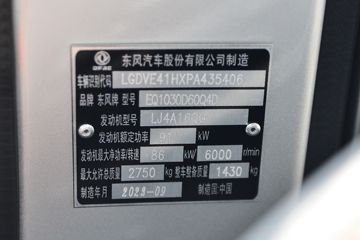 东风汽车股份有限公司制造
车辆识别代号 LGDVE41HXPA435406
品牌 东风牌 型号 EQ1030D60Q4D
发动机型号 LJ4A16Q6
发动机额定功率 91 kW
发动机最大净功率/转速 86 kW 6000 r/min
最大允许总质量 2750 kg 整车整备质量 1430 kg
制造年月 2023-09 制造国:中国